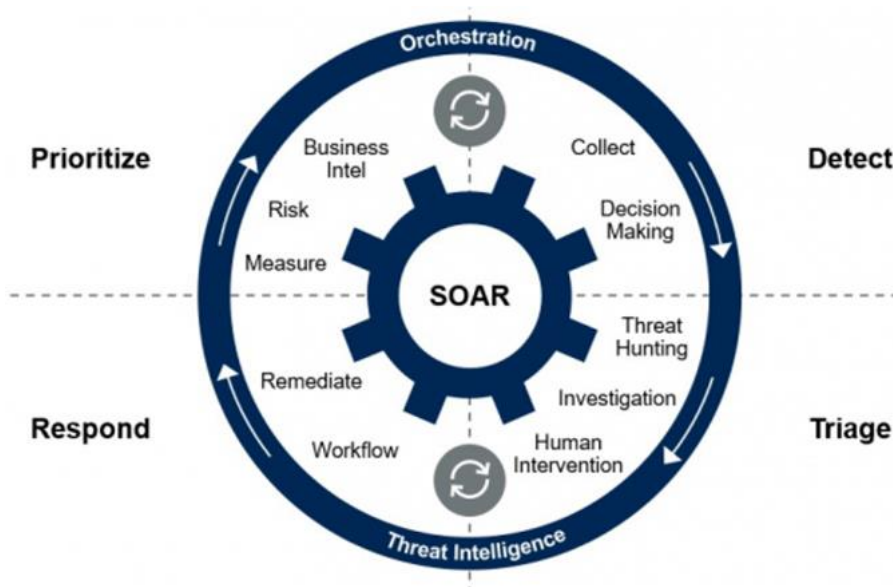 Orchestration
Prioritize
Business
Intel
Risk
Measure
Collect
Decision
Making
Detect
SOAR
Respond
Remediate
Workflow
Threat
Hunting
Investigation
Human
Intervention
Triage
Threat Intelligence